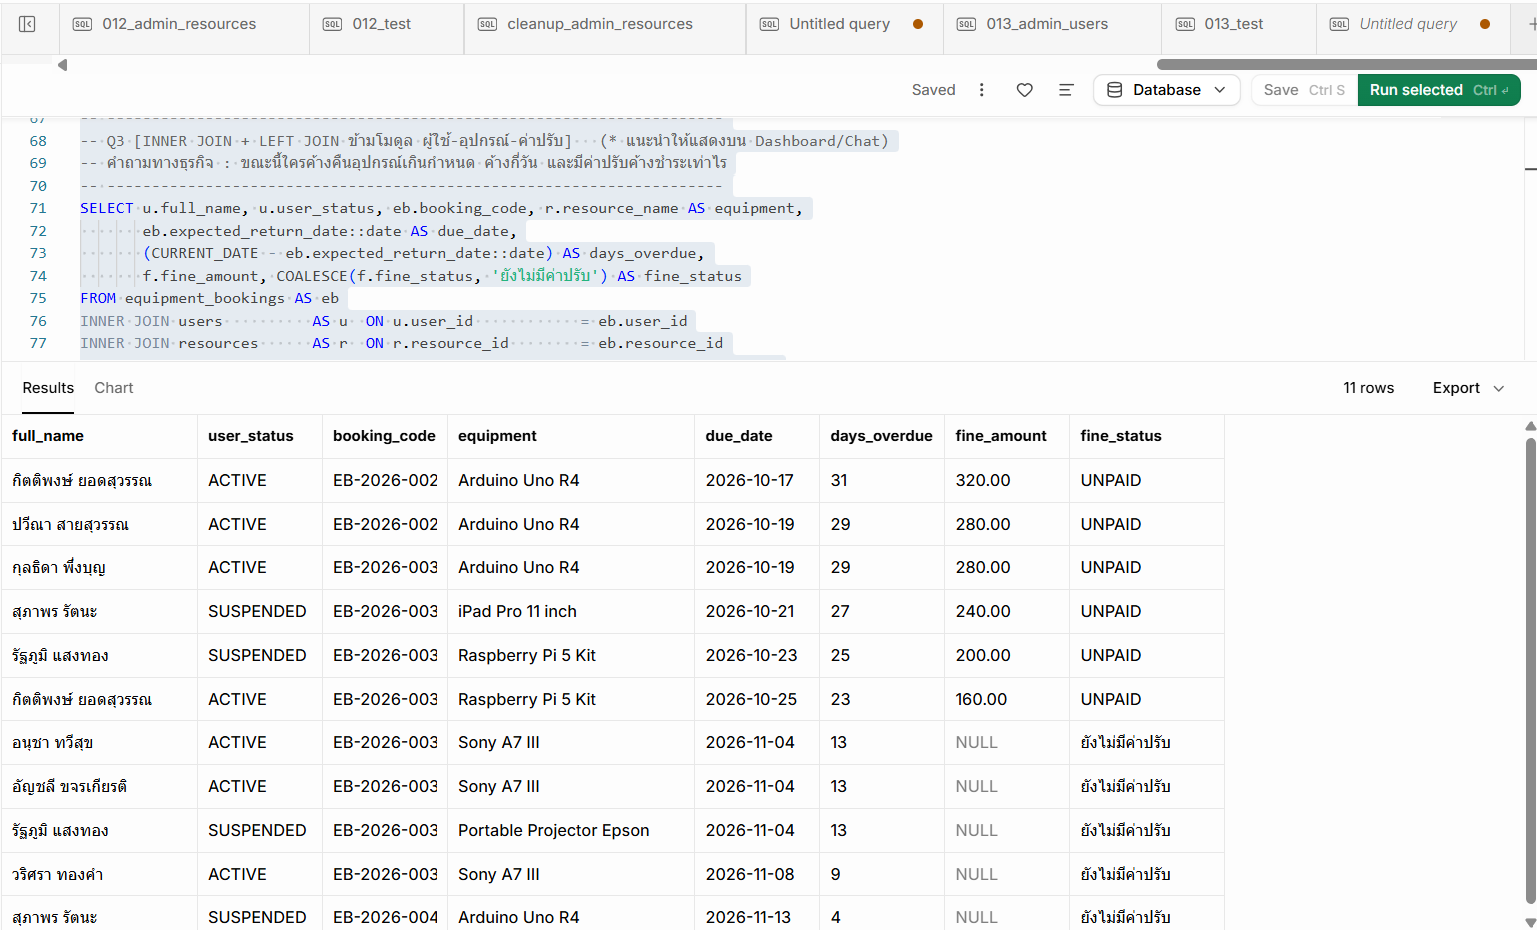 012_admin_resources
012_test
cleanup_admin_resources
Untitled query
013_admin_users
013_test
Untitled query
Saved
Database
Save Ctrl S
Run selected Ctrl ↵
67 -- ----------------------------------------------------------------------
68 -- Q3 [INNER JOIN + LEFT JOIN ข้ามโมดูล ผู้ใช้-อุปกรณ์-ค่าปรับ] (* แนะนำให้แสดงบน Dashboard/Chat)
69 -- คำถามทางธุรกิจ : ขณะนี้ใครค้างคืนอุปกรณ์เกินกำหนด ค้างกี่วัน และมีค่าปรับค้างชำระเท่าไร
70 -- ----------------------------------------------------------------------
71 SELECT u.full_name, u.user_status, eb.booking_code, r.resource_name AS equipment,
72 eb.expected_return_date::date AS due_date,
73 (CURRENT_DATE - eb.expected_return_date::date) AS days_overdue,
74 f.fine_amount, COALESCE(f.fine_status, 'ยังไม่มีค่าปรับ') AS fine_status
75 FROM equipment_bookings AS eb
76 INNER JOIN users AS u ON u.user_id = eb.user_id
77 INNER JOIN resources AS r ON r.resource_id = eb.resource_id
Results Chart 11 rows Export
full_name user_status booking_code equipment due_date days_overdue fine_amount fine_status
กิตติพงษ์ ยอดสุวรรณ ACTIVE EB-2026-002 Arduino Uno R4 2026-10-17 31 320.00 UNPAID
ปวีณา สายสุวรรณ ACTIVE EB-2026-002 Arduino Uno R4 2026-10-19 29 280.00 UNPAID
กุลธิดา พึ่งบุญ ACTIVE EB-2026-003 Arduino Uno R4 2026-10-19 29 280.00 UNPAID
สุภาพร รัตนะ SUSPENDED EB-2026-003 iPad Pro 11 inch 2026-10-21 27 240.00 UNPAID
รัฐภูมิ แสงทอง SUSPENDED EB-2026-003 Raspberry Pi 5 Kit 2026-10-23 25 200.00 UNPAID
กิตติพงษ์ ยอดสุวรรณ ACTIVE EB-2026-003 Raspberry Pi 5 Kit 2026-10-25 23 160.00 UNPAID
อนุชา ทวีสุข ACTIVE EB-2026-003 Sony A7 III 2026-11-04 13 NULL ยังไม่มีค่าปรับ
อัญชลี ขจรเกียรติ ACTIVE EB-2026-003 Sony A7 III 2026-11-04 13 NULL ยังไม่มีค่าปรับ
รัฐภูมิ แสงทอง SUSPENDED EB-2026-003 Portable Projector Epson 2026-11-04 13 NULL ยังไม่มีค่าปรับ
วริศรา ทองคำ ACTIVE EB-2026-003 Sony A7 III 2026-11-08 9 NULL ยังไม่มีค่าปรับ
สุภาพร รัตนะ SUSPENDED EB-2026-004 Arduino Uno R4 2026-11-13 4 NULL ยังไม่มีค่าปรับ